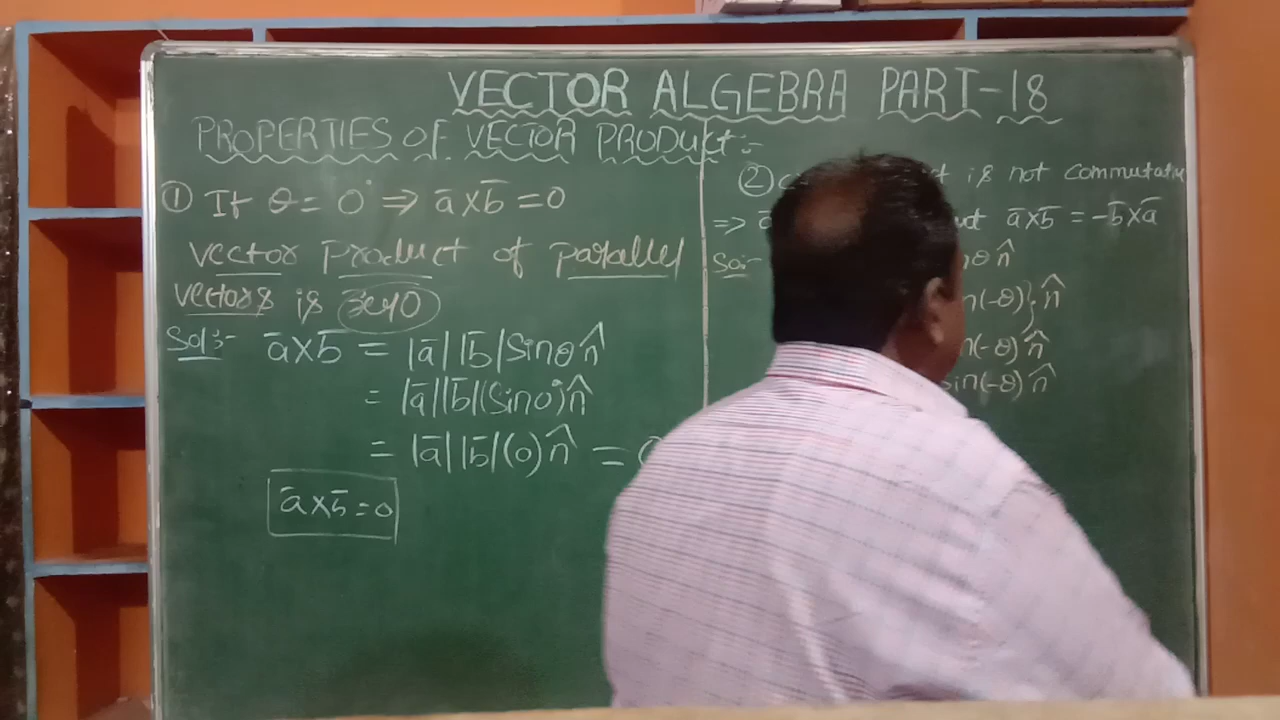 VECTOR ALGEBRA PART-18
PROPERTIES OF VECTOR PRODUCT:-
① If θ = 0° ⇒ a̅ x b̅ = 0
Vector product of parallel
vectors is zero
Sol:- a̅ x b̅ = |a̅| |b̅| Sinθ n̂
= |a̅| |b̅| (Sin0°) n̂
= |a̅| |b̅| (0) n̂ =
a̅ x b̅ = 0
② is not commutative
⇒ a̅ x b̅ = -b̅ x a̅
Sol:- θ n̂
(-θ)} n̂
(-θ) n̂
sin(-θ) n̂